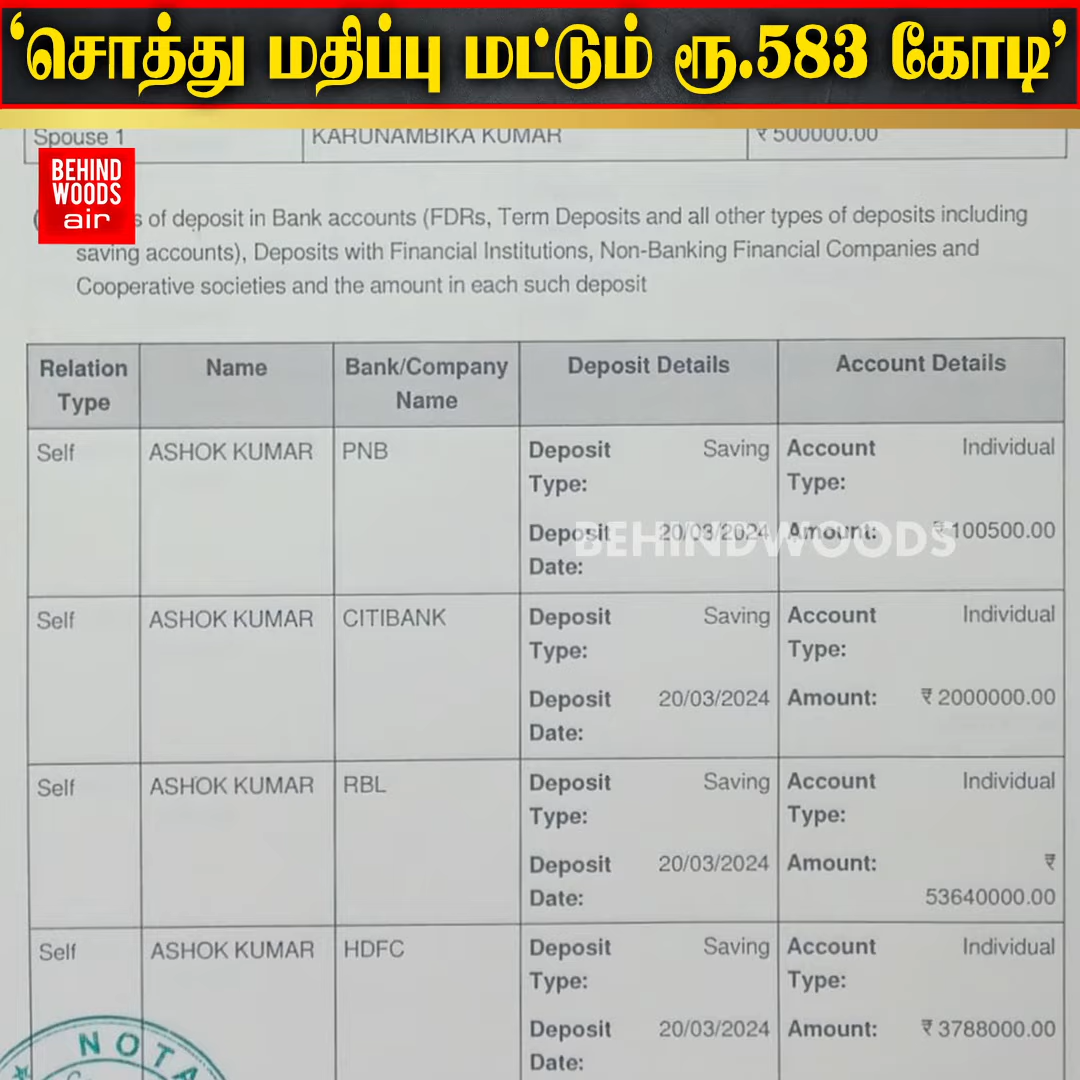 ‘சொத்து மதிப்பு மட்டும் ரூ.583 கோடி’
Spouse 1 KARUNAMBIKA KUMAR ₹ 500000.00
BEHIND
WOODS
air
s of deposit in Bank accounts (FDRs, Term Deposits and all other types of deposits including
saving accounts), Deposits with Financial Institutions, Non-Banking Financial Companies and
Cooperative societies and the amount in each such deposit
Relation Type Name Bank/Company Name Deposit Details Account Details
Self ASHOK KUMAR PNB Deposit Type: Saving Account Type: Individual
Deposit Date: 20/03/2024 Amount: ₹ 100500.00
BEHINDWOODS
Self ASHOK KUMAR CITIBANK Deposit Type: Saving Account Type: Individual
Deposit Date: 20/03/2024 Amount: ₹ 2000000.00
Self ASHOK KUMAR RBL Deposit Type: Saving Account Type: Individual
Deposit Date: 20/03/2024 Amount: ₹ 53640000.00
Self ASHOK KUMAR HDFC Deposit Type: Saving Account Type: Individual
Deposit Date: 20/03/2024 Amount: ₹ 3788000.00
NOTA